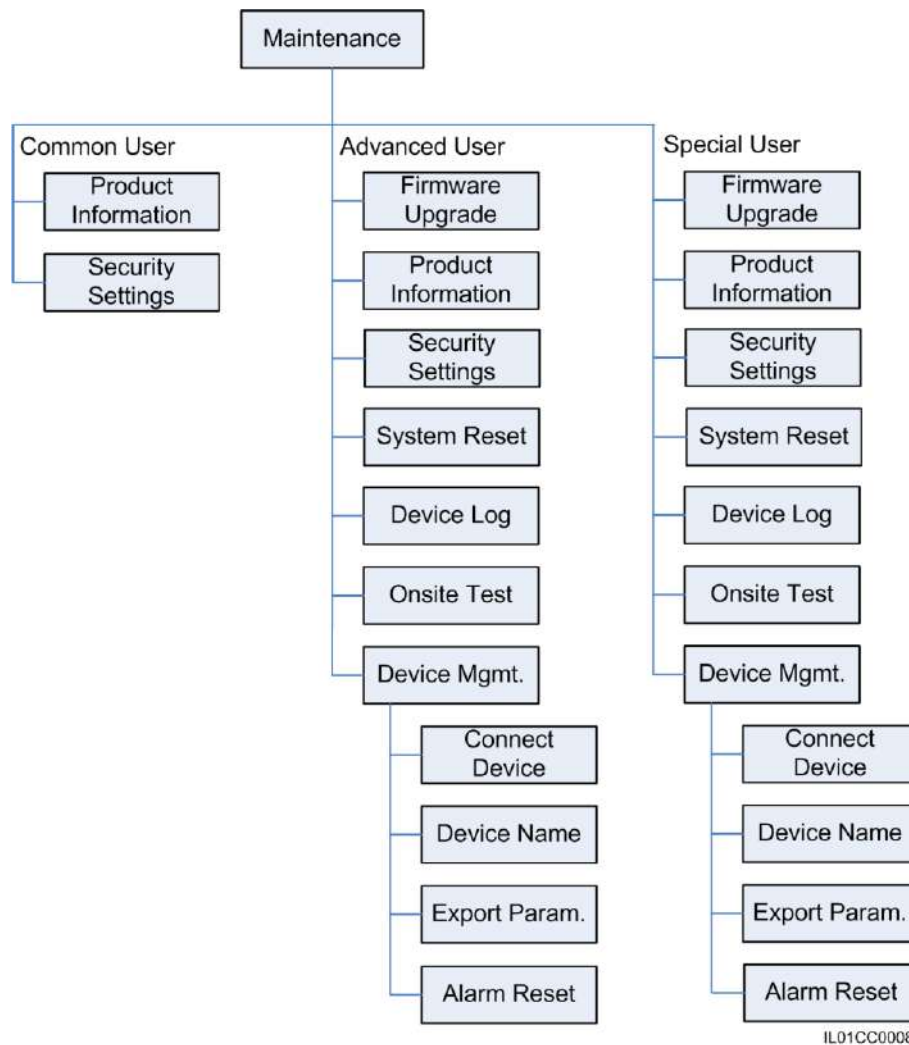 Maintenance
Common User
Product
Information
Security
Settings
Advanced User
Firmware
Upgrade
Product
Information
Security
Settings
System Reset
Device Log
Onsite Test
Device Mgmt.
Connect
Device
Device Name
Export Param.
Alarm Reset
Special User
Firmware
Upgrade
Product
Information
Security
Settings
System Reset
Device Log
Onsite Test
Device Mgmt.
Connect
Device
Device Name
Export Param.
Alarm Reset
IL01CC0008